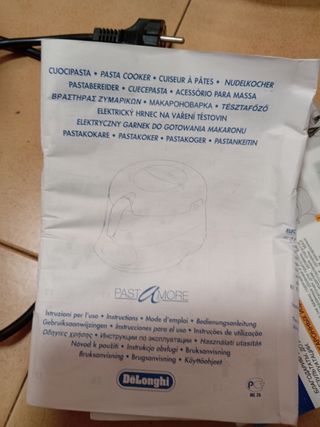 CUOCIPASTA • PASTA COOKER • CUISEUR À PÂTES • NUDELKOCHER
PASTABEREIDER • CUECEPASTA • ACESSÓRIO PARA MASSA
ΒΡΑΣΤΗΡΑΣ ΖΥΜΑΡΙΚΩΝ • МАКАРОНОВАРКА • TÉSZTAFŐZŐ
ELEKTRICKÝ HRNEC NA VAŘENÍ TĚSTOVIN
ELEKTRYCZNY GARNEK DO GOTOWANIA MAKARONU
PASTAKOKARE • PASTAKOKER • PASTAKOGER • PASTANKEITIN
PASTAMORE
Istruzioni per l'uso • Instructions • Mode d'emploi • Bedienungsanleitung
Gebruiksaanwijzingen • Instrucciones para el uso • Instruções de utilização
Οδηγίες χρήσης • Инструкции по эксплуатации • Használati utasítás
Návod k použití • Instrukcja obsługi • Bruksanvisning
Bruksanvisning • Brugsanvisning • Käyttöohjeet
DēLonghi